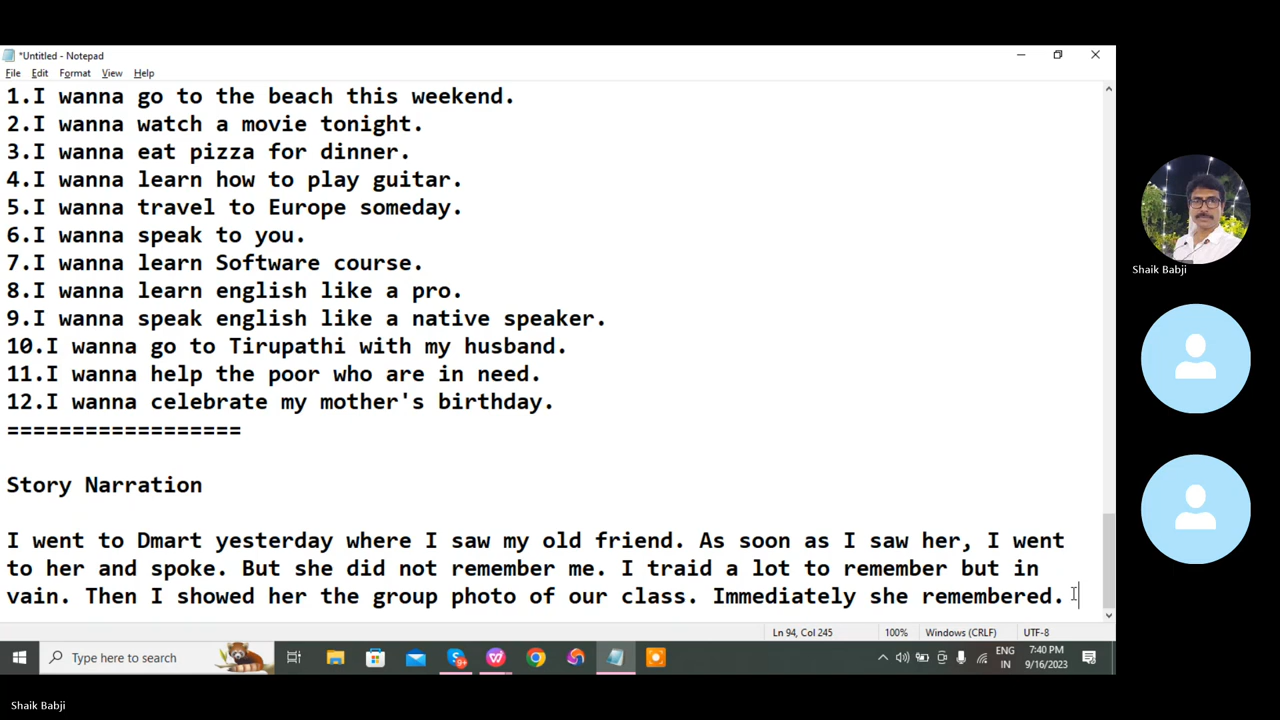 *Untitled - Notepad
File Edit Format View Help
1.I wanna go to the beach this weekend.
2.I wanna watch a movie tonight.
3.I wanna eat pizza for dinner.
4.I wanna learn how to play guitar.
5.I wanna travel to Europe someday.
6.I wanna speak to you.
7.I wanna learn Software course.
8.I wanna learn english like a pro.
9.I wanna speak english like a native speaker.
10.I wanna go to Tirupathi with my husband.
11.I wanna help the poor who are in need.
12.I wanna celebrate my mother's birthday.
==================
Story Narration
I went to Dmart yesterday where I saw my old friend. As soon as I saw her, I went
to her and spoke. But she did not remember me. I traid a lot to remember but in
vain. Then I showed her the group photo of our class. Immediately she remembered.
Ln 94, Col 245 100% Windows (CRLF) UTF-8
Type here to search
ENG
IN
7:40 PM
9/16/2023
Shaik Babji
Shaik Babji